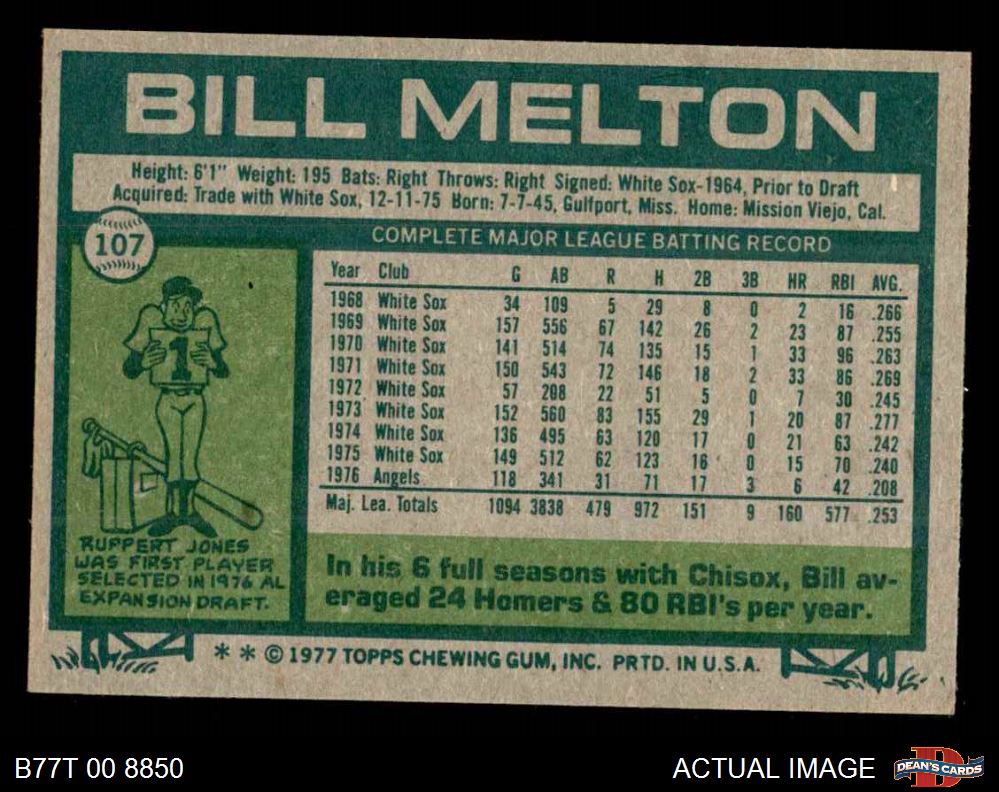 BILL MELTON
Height: 6'1" Weight: 195 Bats: Right Throws: Right Signed: White Sox-1964, Prior to Draft
Acquired: Trade with White Sox, 12-11-75 Born: 7-7-45, Gulfport, Miss. Home: Mission Viejo, Cal.
107
COMPLETE MAJOR LEAGUE BATTING RECORD
Year Club G AB R H 2B 3B HR RBI AVG.
1968 White Sox 34 109 5 29 8 0 2 16 .266
1969 White Sox 157 556 67 142 26 2 23 87 .255
1970 White Sox 141 514 74 135 15 1 33 96 .263
1971 White Sox 150 543 72 146 18 2 33 86 .269
1972 White Sox 57 208 22 51 5 0 7 30 .245
1973 White Sox 152 560 83 155 29 1 20 87 .277
1974 White Sox 136 495 63 120 17 0 21 63 .242
1975 White Sox 149 512 62 123 16 0 15 70 .240
1976 Angels 118 341 31 71 17 3 6 42 .208
Maj. Lea. Totals 1094 3838 479 972 151 9 160 577 .253
1
RUPPERT JONES
WAS FIRST PLAYER
SELECTED IN 1976 AL
EXPANSION DRAFT.
In his 6 full seasons with Chisox, Bill av-
eraged 24 Homers & 80 RBI's per year.
* * © 1977 TOPPS CHEWING GUM, INC. PRTD. IN U.S.A.
B77T 00 8850
ACTUAL IMAGE
DEAN'S CARDS